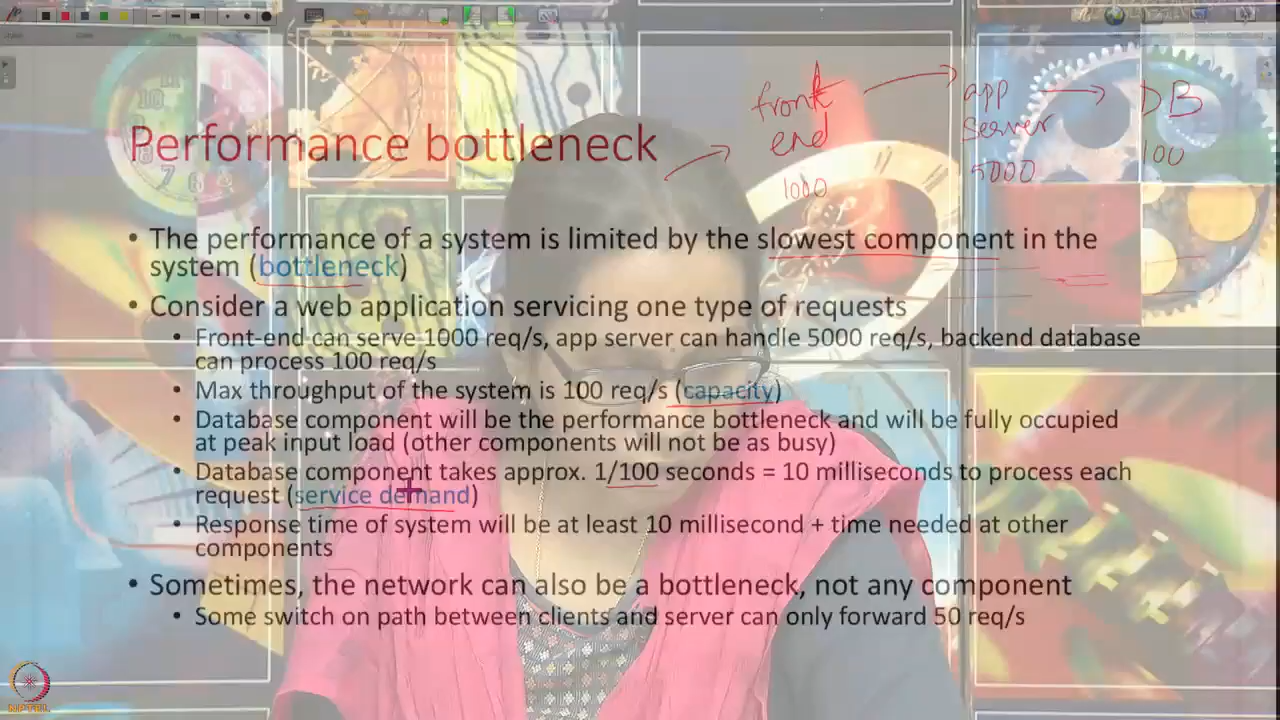 front
end
1000
app
server
5000
DB
100
Performance bottleneck
• The performance of a system is limited by the slowest component in the
system (bottleneck)
• Consider a web application servicing one type of requests
• Front-end can serve 1000 req/s, app server can handle 5000 req/s, backend database
can process 100 req/s
• Max throughput of the system is 100 req/s (capacity)
• Database component will be the performance bottleneck and will be fully occupied
at peak input load (other components will not be as busy)
• Database component takes approx. 1/100 seconds = 10 milliseconds to process each
request (service demand)
• Response time of system will be at least 10 millisecond + time needed at other
components
• Sometimes, the network can also be a bottleneck, not any component
• Some switch on path between clients and server can only forward 50 req/s
NPTEL